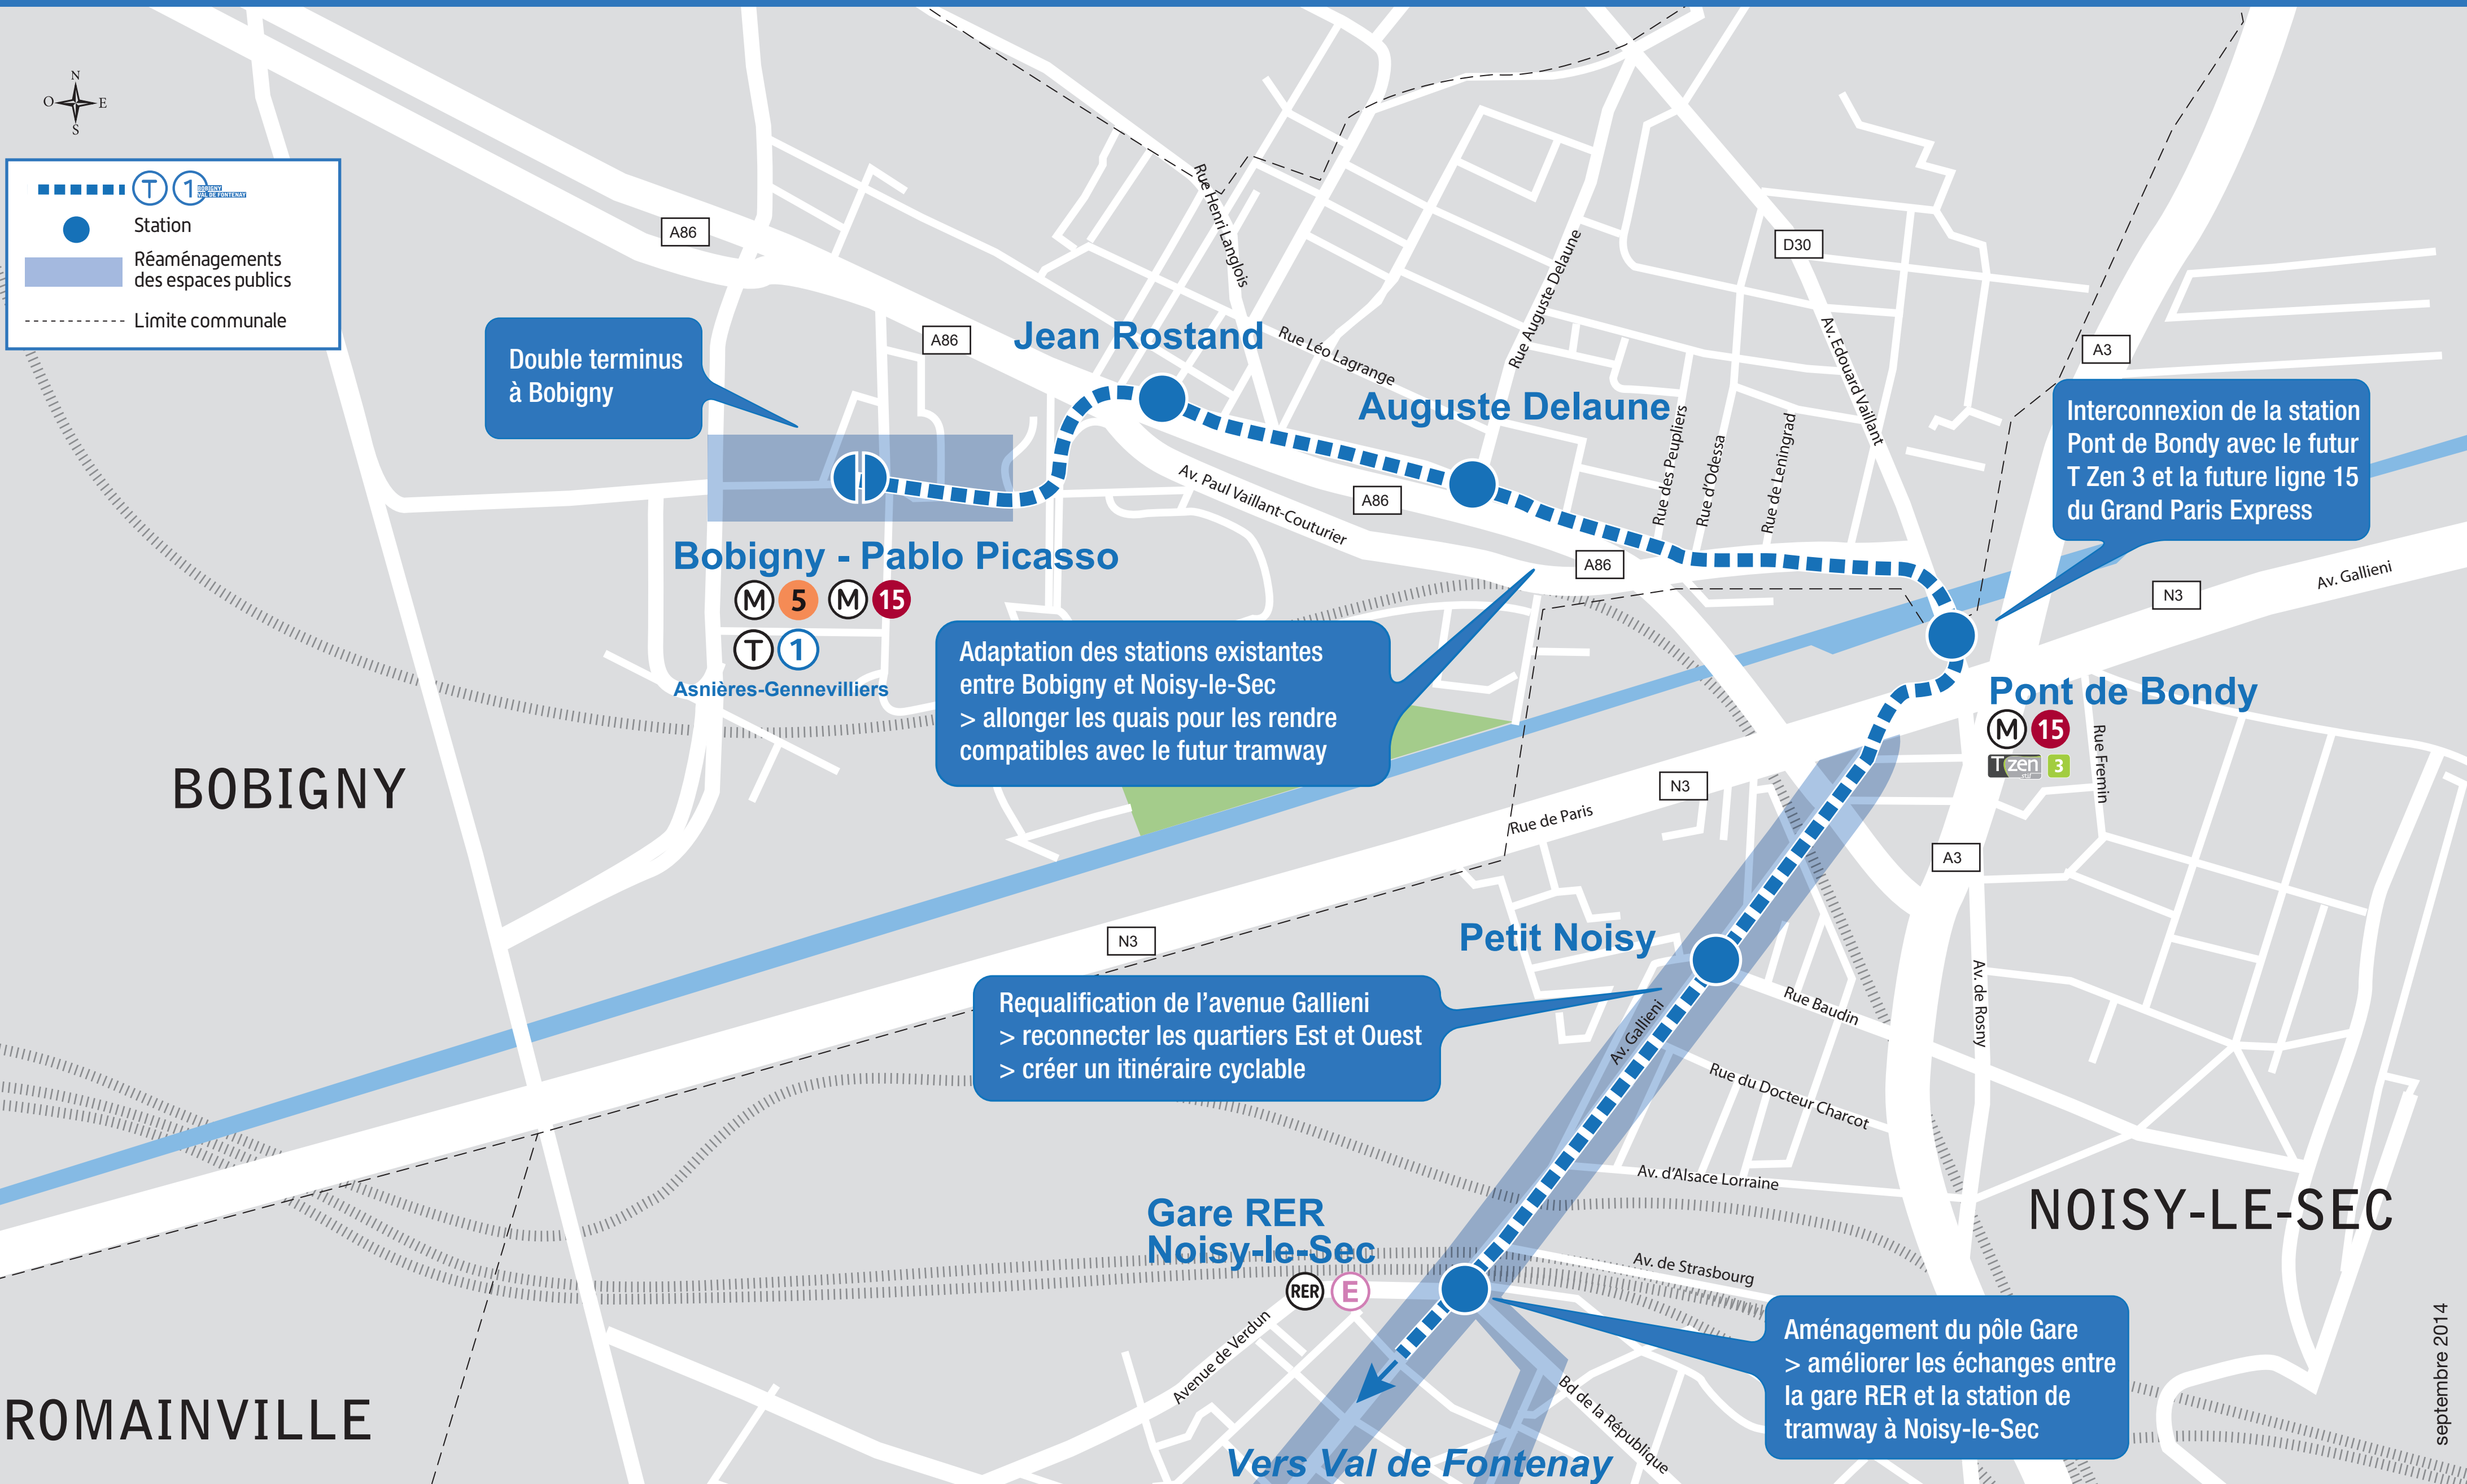 N
O
E
S
T 1 BOBIGNY
VAL DE FONTENAY
Station
Réaménagements
des espaces publics
Limite communale
A86
Double terminus
à Bobigny
A86
Jean Rostand
Rue Henri Langlois
Rue Léo Lagrange
Rue Auguste Delaune
Auguste Delaune
D30
Av. Edouard Vaillant
A3
Interconnexion de la station
Pont de Bondy avec le futur
T Zen 3 et la future ligne 15
du Grand Paris Express
Rue des Peupliers
Rue d'Odessa
Rue de Leningrad
Av. Paul Vaillant-Couturier
A86
A86
Bobigny - Pablo Picasso
M 5 M 15
T 1
Asnières-Gennevilliers
Adaptation des stations existantes
entre Bobigny et Noisy-le-Sec
> allonger les quais pour les rendre
compatibles avec le futur tramway
N3
Av. Gallieni
Pont de Bondy
M 15
T zen 3
Rue Fremin
BOBIGNY
N3
Rue de Paris
A3
N3
Petit Noisy
Requalification de l'avenue Gallieni
> reconnecter les quartiers Est et Ouest
> créer un itinéraire cyclable
Av. Gallieni
Rue Baudin
Av. de Rosny
Rue du Docteur Charcot
Av. d'Alsace Lorraine
NOISY-LE-SEC
Gare RER
Noisy-le-Sec
RER E
Av. de Strasbourg
Avenue de Verdun
Bd de la République
Aménagement du pôle Gare
> améliorer les échanges entre
la gare RER et la station de
tramway à Noisy-le-Sec
ROMAINVILLE
Vers Val de Fontenay
septembre 2014